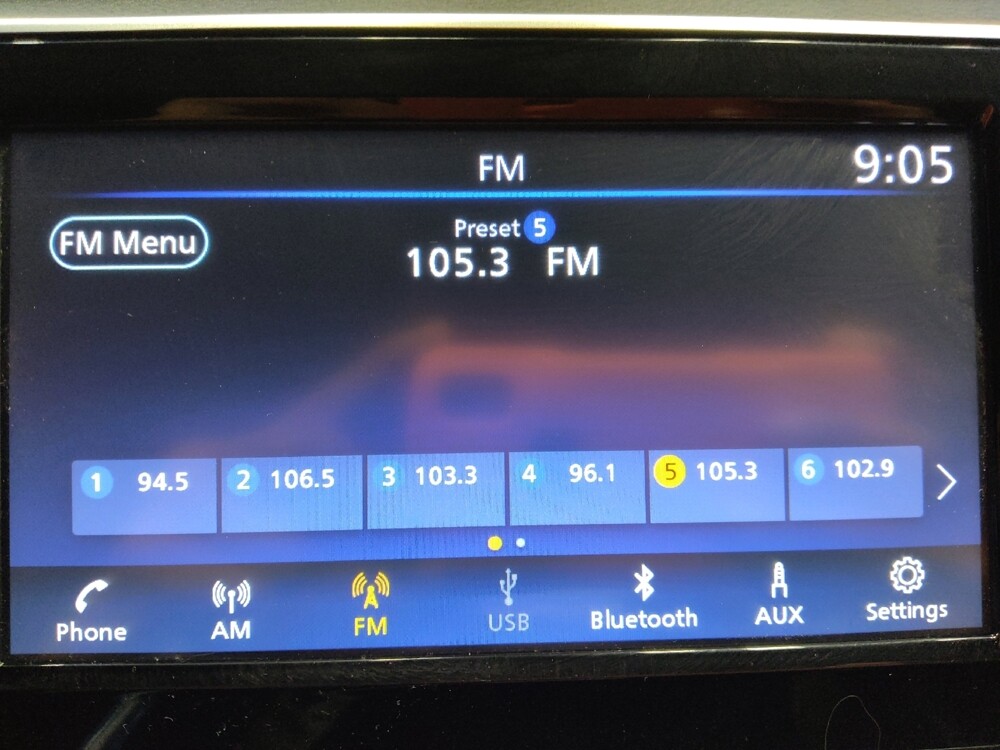 FM 9:05
FM Menu
Preset 5
105.3 FM
1 94.5 2 106.5 3 103.3 4 96.1 5 105.3 6 102.9
Phone AM FM USB Bluetooth AUX Settings